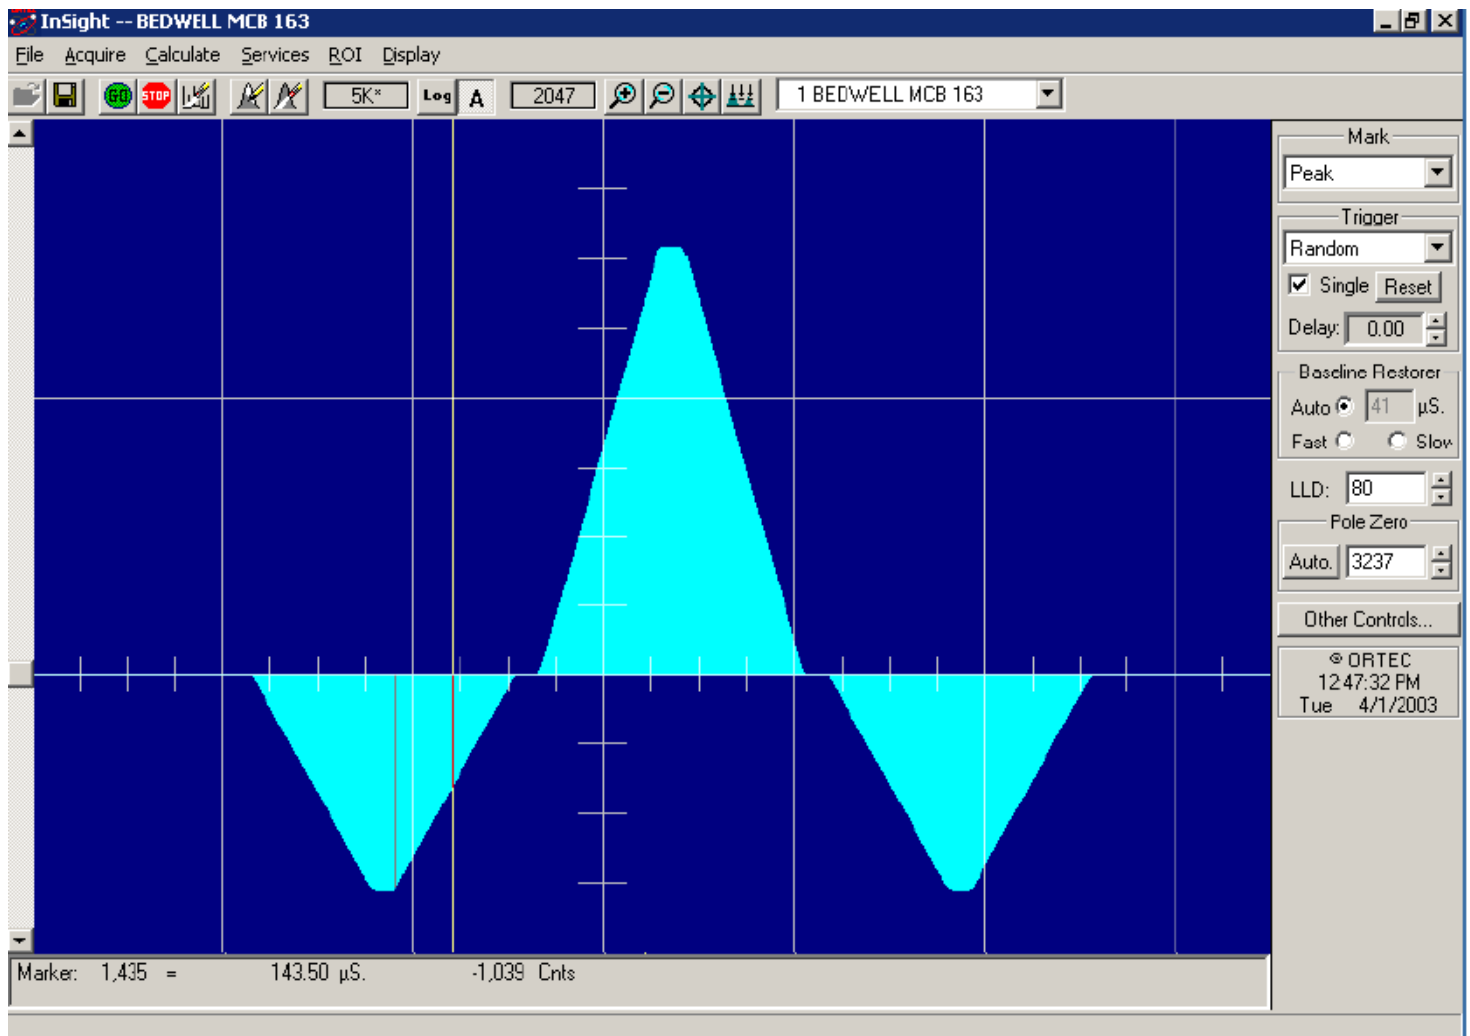 InSight -- BEDWELL MCB 163
File Acquire Calculate Services ROI Display
GO STOP 5K* Log A 2047 1 BEDWELL MCB 163
Mark
Peak
Trigger
Random
Single Reset
Delay: 0.00
Baseline Restorer
Auto 41 µS.
Fast Slow
LLD: 80
Pole Zero
Auto. 3237
Other Controls...
® ORTEC
12:47:32 PM
Tue 4/1/2003
Marker: 1,435 = 143.50 µS. -1,039 Cnts